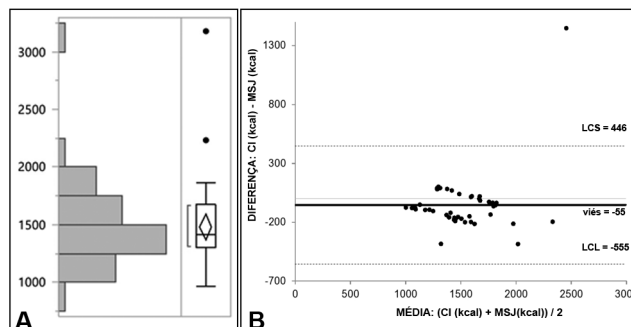 3000
2500
2000
1500
1000
A
DIFERENÇA: CI (kcal) - MSJ (kcal)
1300
800
300
-200
-700
LCS = 446
viés = -55
LCL = -555
0
500
1000
1500
2000
2500
3000
MÉDIA: (CI (kcal) + MSJ(kcal)) / 2
B